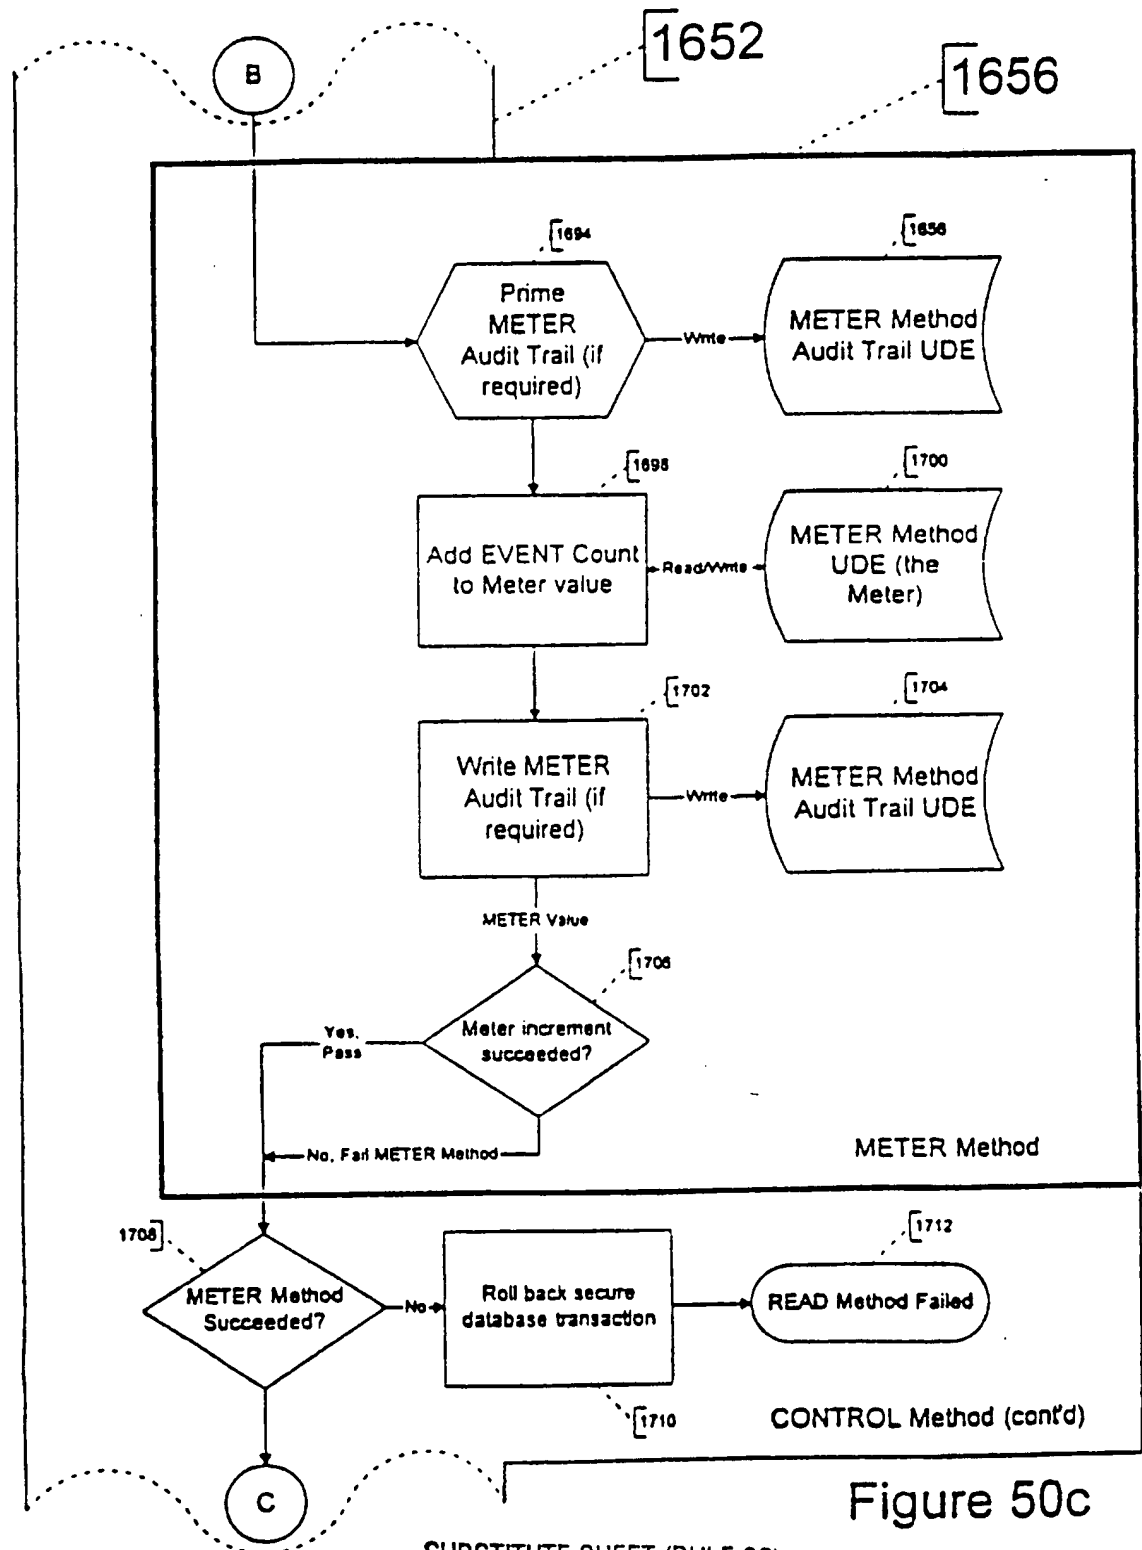 B
1652
1656
1694
Prime
METER
Audit Trail (if
required)
Write
1656
METER Method
Audit Trail UDE
1698
Add EVENT Count
to Meter value
Read/Write
1700
METER Method
UDE (the
Meter)
1702
Write METER
Audit Trail (if
required)
Write
1704
METER Method
Audit Trail UDE
METER Value
1706
Meter increment
succeeded?
Yes,
Pass
No, Fail METER Method
METER Method
1708
METER Method
Succeeded?
No
Roll back secure
database transaction
1710
1712
READ Method Failed
CONTROL Method (cont'd)
C
Figure 50c